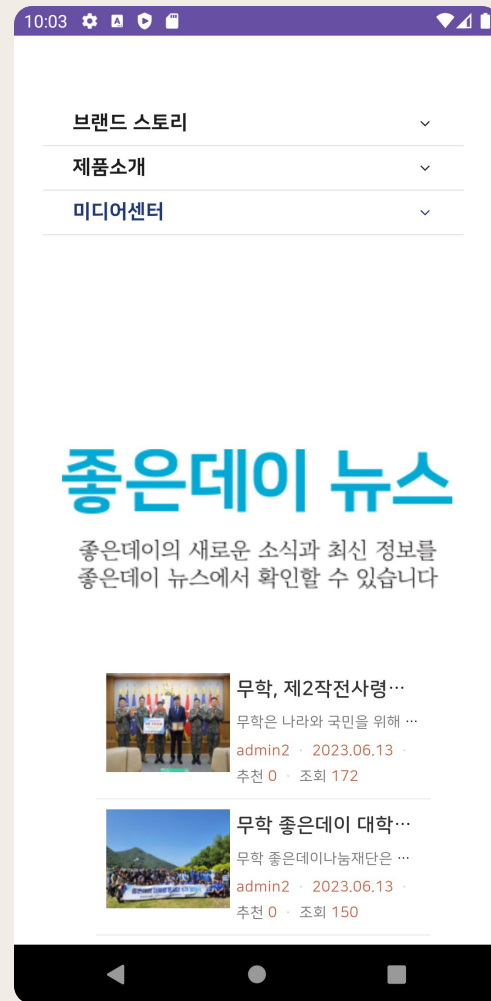 10:03
브랜드 스토리
제품소개
미디어센터
좋은데이 뉴스
좋은데이의 새로운 소식과 최신 정보를
좋은데이 뉴스에서 확인할 수 있습니다
무학, 제2작전사령…
무학은 나라와 국민을 위해 …
admin2 · 2023.06.13 ·
추천 0 · 조회 172
무학 좋은데이 대학…
무학 좋은데이나눔재단은 …
admin2 · 2023.06.13 ·
추천 0 · 조회 150